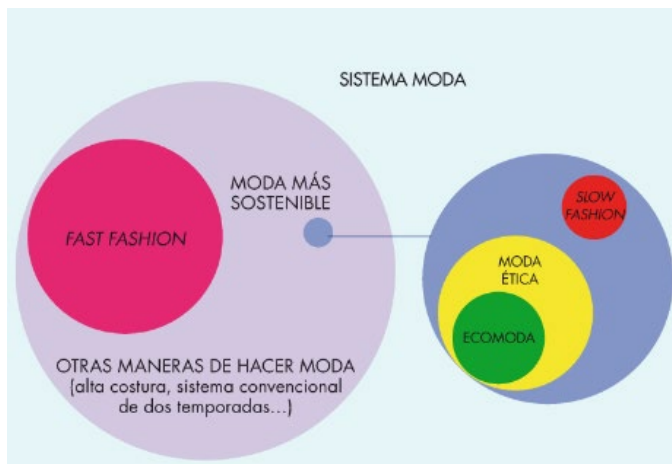 SISTEMA MODA
MODA MÁS
SOSTENIBLE
FAST FASHION
OTRAS MANERAS DE HACER MODA
(alta costura, sistema convencional
de dos temporadas...)
SLOW
FASHION
MODA
ÉTICA
ECOMODA